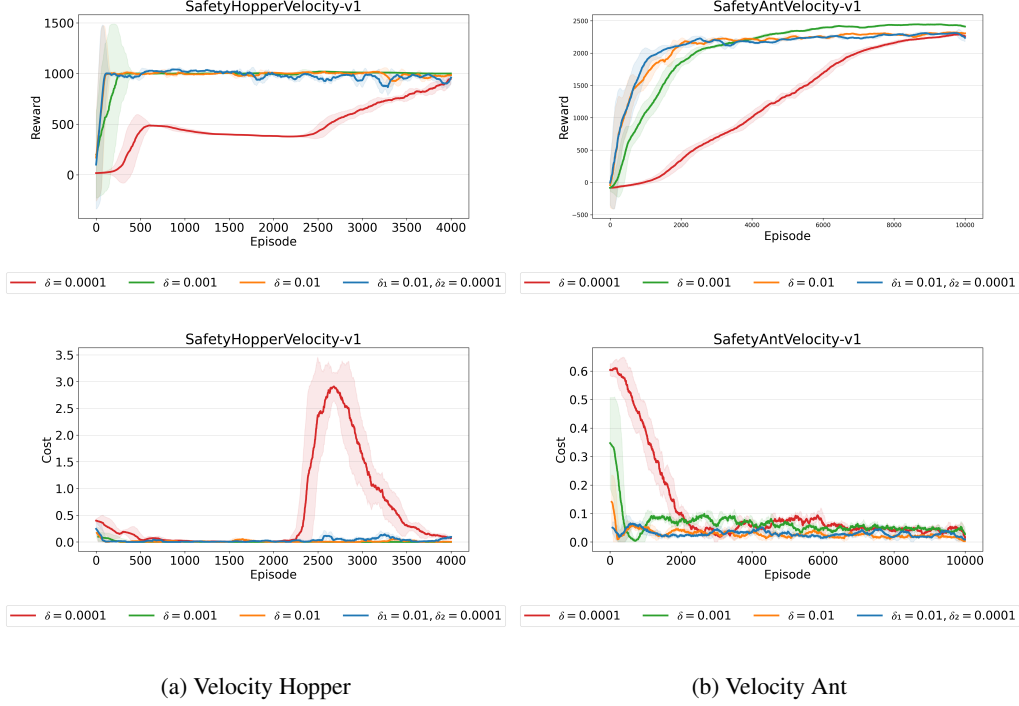 SafetyHopperVelocity-v1
1500
1000
500
0
Reward
0 500 1000 1500 2000 2500 3000 3500 4000
Episode
δ = 0.0001 δ = 0.001 δ = 0.01 δ₁ = 0.01, δ₂ = 0.0001
SafetyAntVelocity-v1
2500
2000
1500
1000
500
0
−500
Reward
0 2000 4000 6000 8000 10000
Episode
δ = 0.0001 δ = 0.001 δ = 0.01 δ₁ = 0.01, δ₂ = 0.0001
SafetyHopperVelocity-v1
3.5
3.0
2.5
2.0
1.5
1.0
0.5
0.0
Cost
0 500 1000 1500 2000 2500 3000 3500 4000
Episode
δ = 0.0001 δ = 0.001 δ = 0.01 δ₁ = 0.01, δ₂ = 0.0001
SafetyAntVelocity-v1
0.6
0.5
0.4
0.3
0.2
0.1
0.0
Cost
0 2000 4000 6000 8000 10000
Episode
δ = 0.0001 δ = 0.001 δ = 0.01 δ₁ = 0.01, δ₂ = 0.0001
(a) Velocity Hopper
(b) Velocity Ant